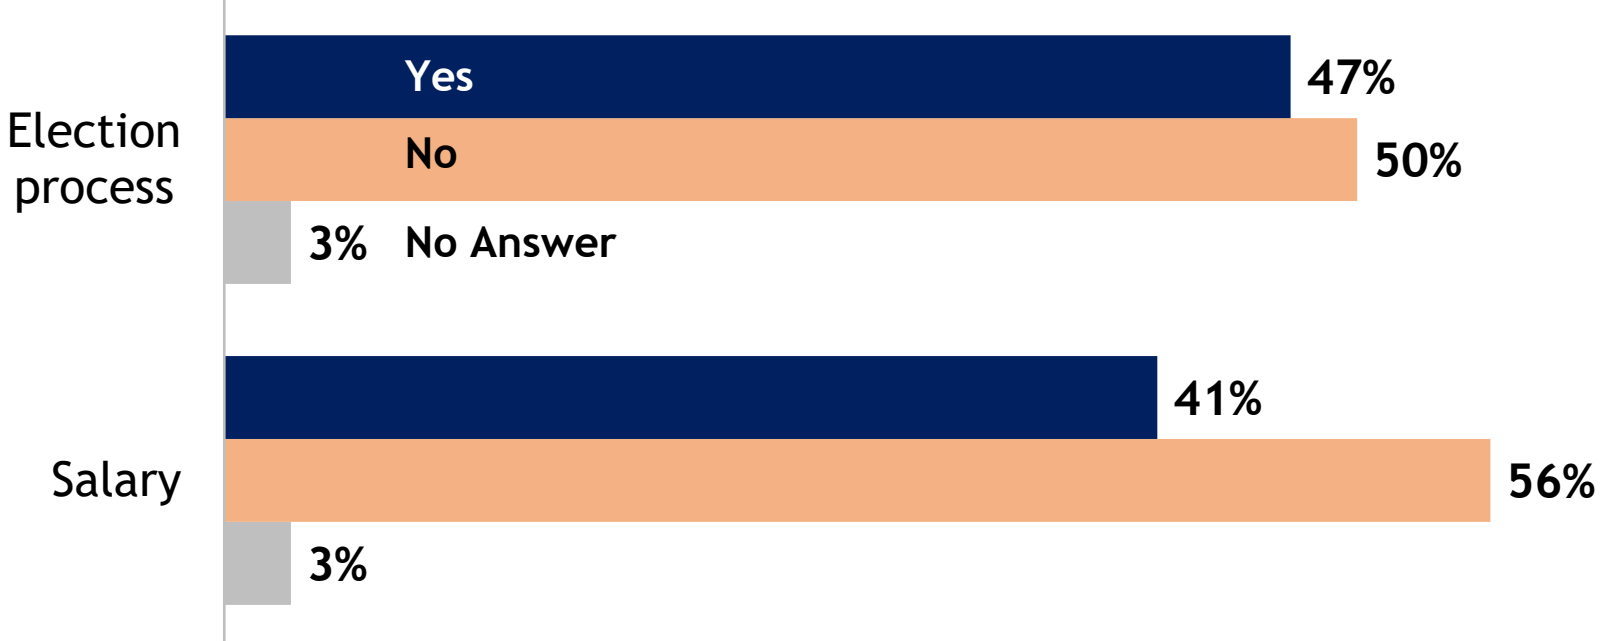 Yes
47%
Election
process
No
50%
3%
No Answer
41%
Salary
56%
3%